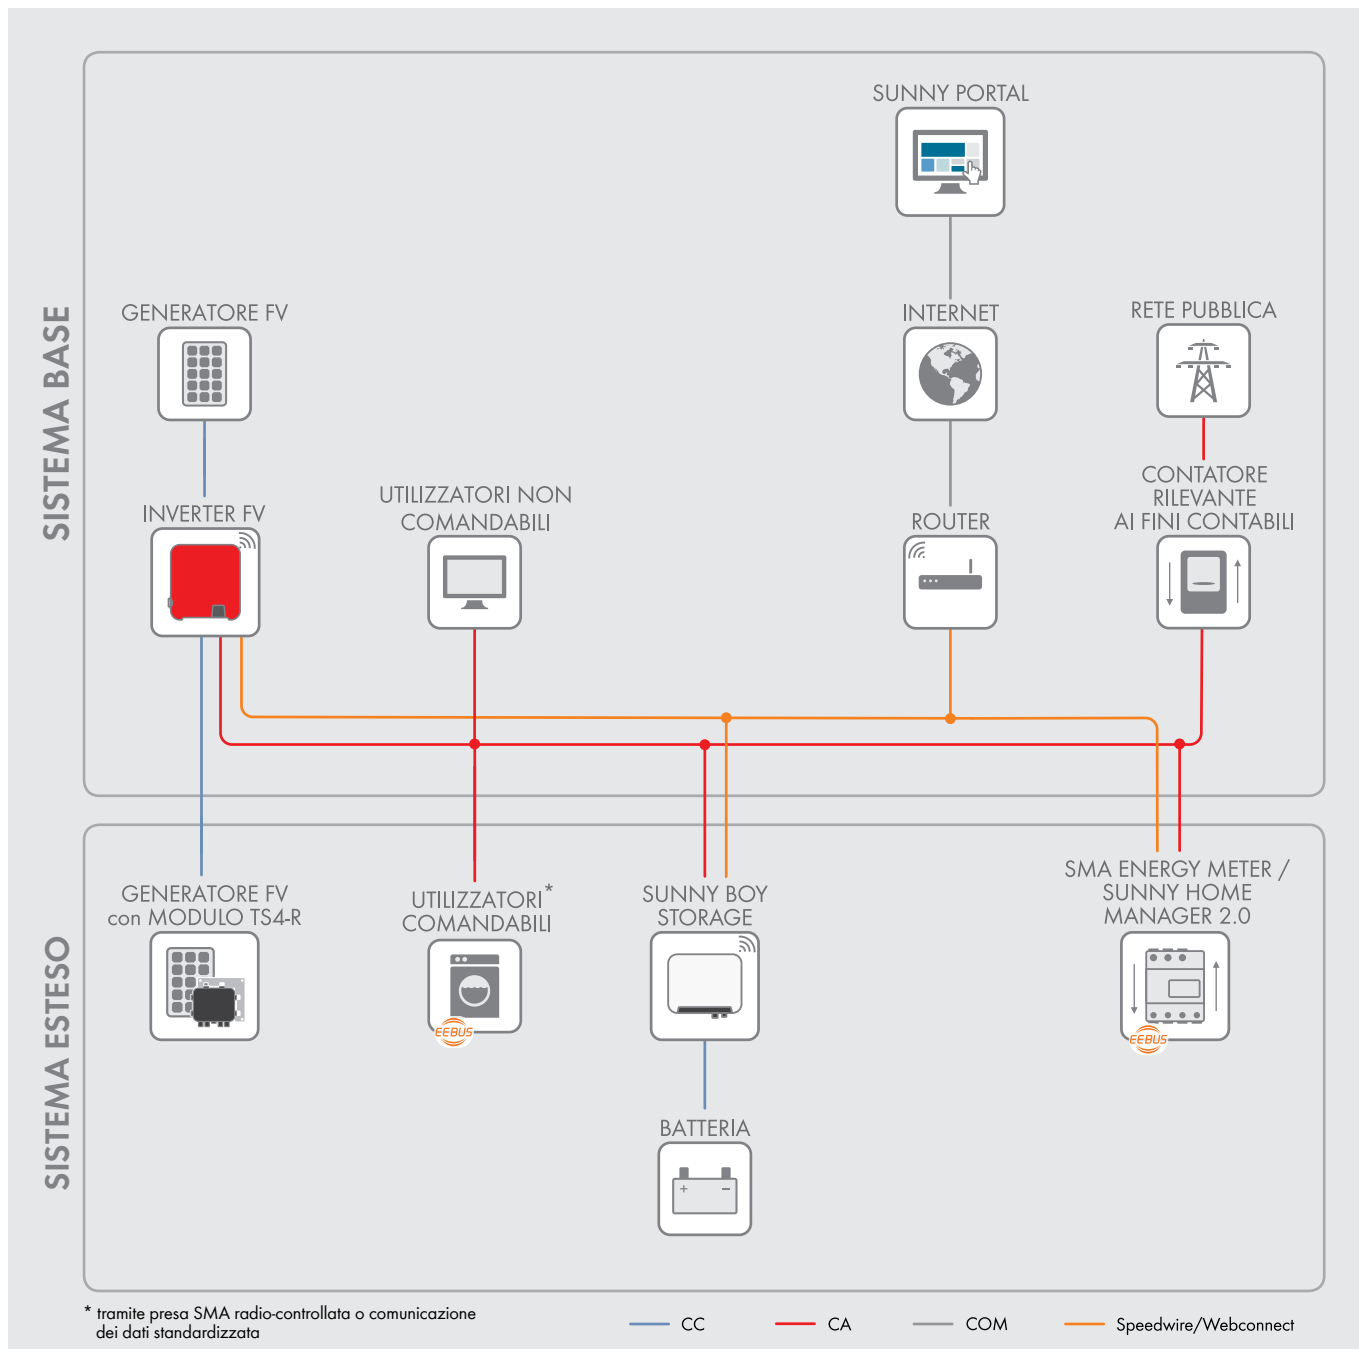 SISTEMA BASE
SUNNY PORTAL
GENERATORE FV
INTERNET
RETE PUBBLICA
INVERTER FV
UTILIZZATORI NON
COMANDABILI
ROUTER
CONTATORE
RILEVANTE
AI FINI CONTABILI
SISTEMA ESTESO
GENERATORE FV
con MODULO TS4-R
UTILIZZATORI*
COMANDABILI
EEBUS
SUNNY BOY
STORAGE
SMA ENERGY METER /
SUNNY HOME
MANAGER 2.0
EEBUS
BATTERIA
+ −
* tramite presa SMA radio-controllata o comunicazione
dei dati standardizzata
CC
CA
COM
Speedwire/Webconnect